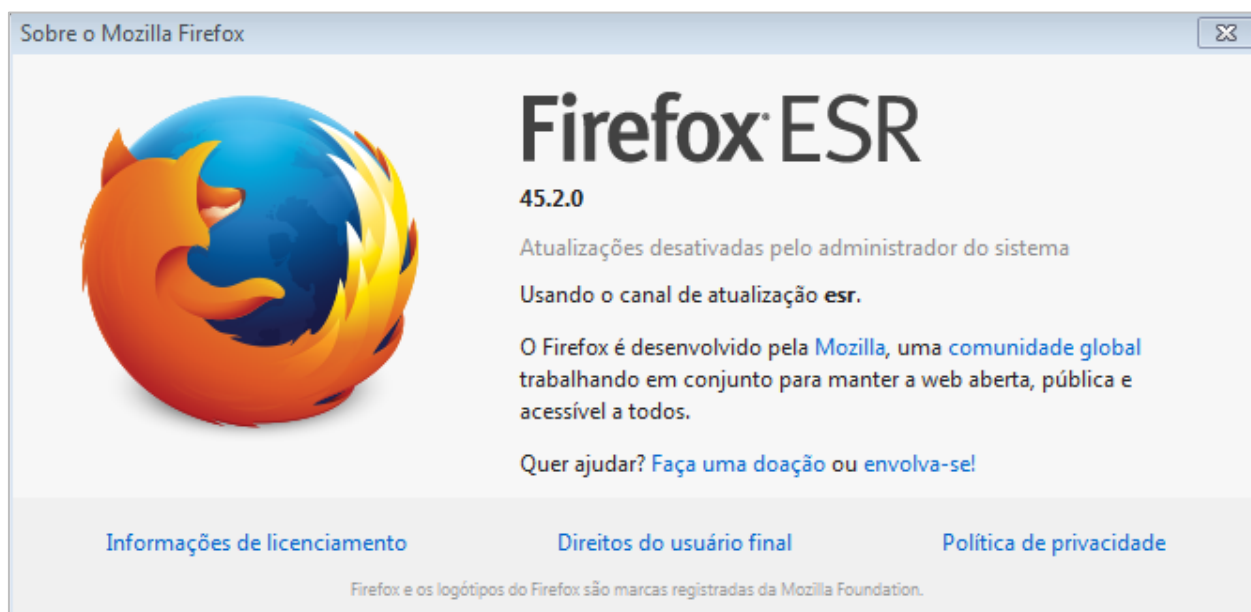 Sobre o Mozilla Firefox
Firefox ESR
45.2.0
Atualizações desativadas pelo administrador do sistema
Usando o canal de atualização esr.
O Firefox é desenvolvido pela Mozilla, uma comunidade global
trabalhando em conjunto para manter a web aberta, pública e
acessível a todos.
Quer ajudar? Faça uma doação ou envolva-se!
Informações de licenciamento
Direitos do usuário final
Política de privacidade
Firefox e os logótipos do Firefox são marcas registradas da Mozilla Foundation.